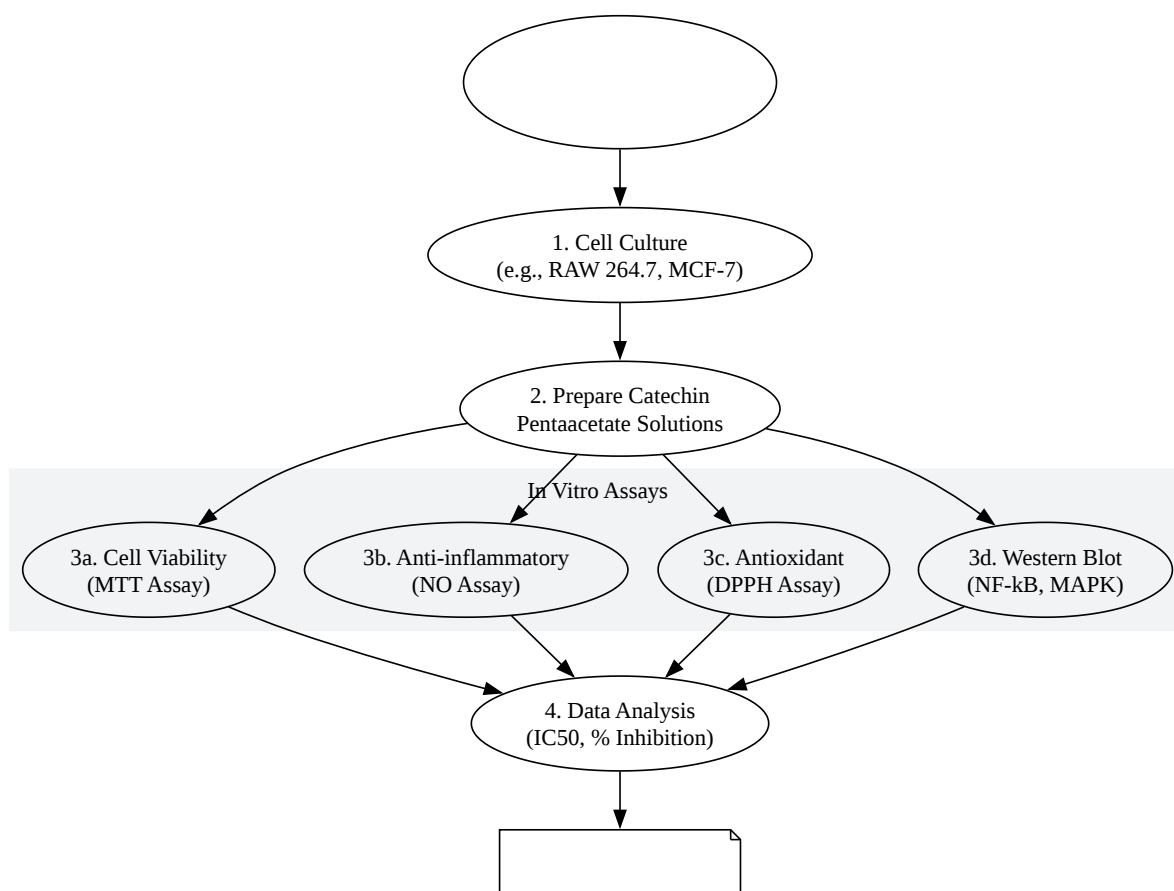 1. Cell Culture
(e.g., RAW 264.7, MCF-7)
2. Prepare Catechin
Pentaacetate Solutions
In Vitro Assays
3a. Cell Viability
(MTT Assay)
3b. Anti-inflammatory
(NO Assay)
3c. Antioxidant
(DPPH Assay)
3d. Western Blot
(NF-kB, MAPK)
4. Data Analysis
(IC50, % Inhibition)